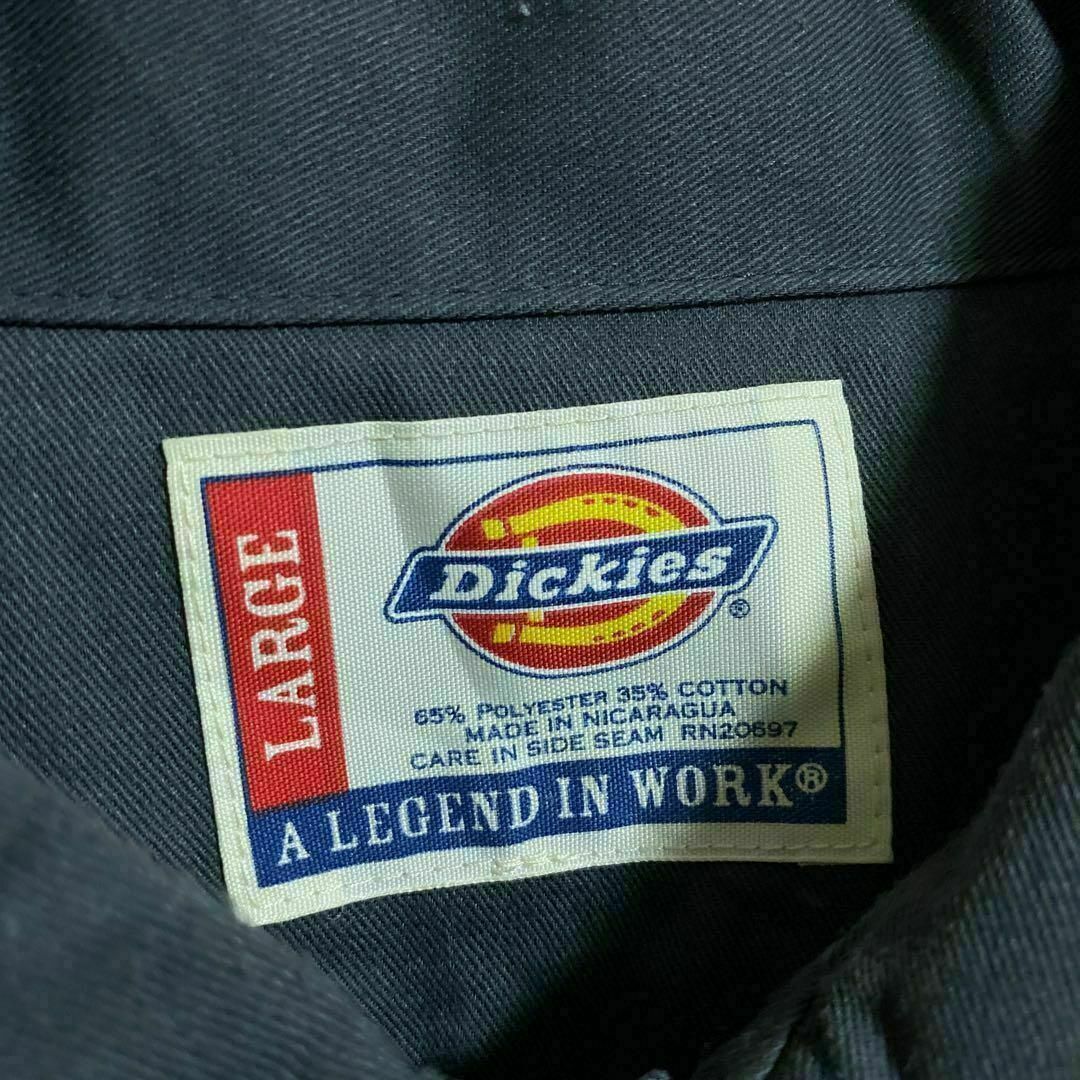 LARGE
Dickies®
65% POLYESTER 35% COTTON
MADE IN NICARAGUA
CARE IN SIDE SEAM RN20697
A LEGEND IN WORK®